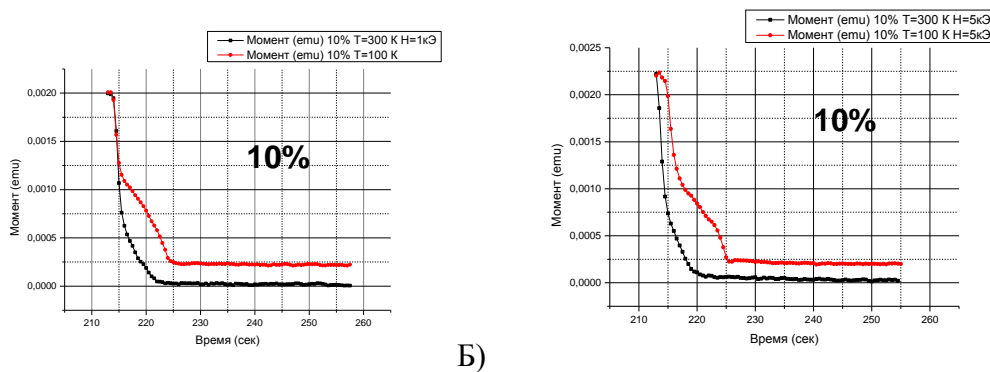 Момент (emu) 10% T=300 K H=1кЭ
Момент (emu) 10% T=100 K
0,0020
0,0015
0,0010
0,0005
0,0000
Момент (emu)
10%
210 220 230 240 250 260
Время (сек)
Б)
Момент (emu) 10% T=300 K H=5кЭ
Момент (emu) 10% T=100 K H=5кЭ
0,0025
0,0020
0,0015
0,0010
0,0005
0,0000
Момент (emu)
10%
210 220 230 240 250 260
Время (сек)